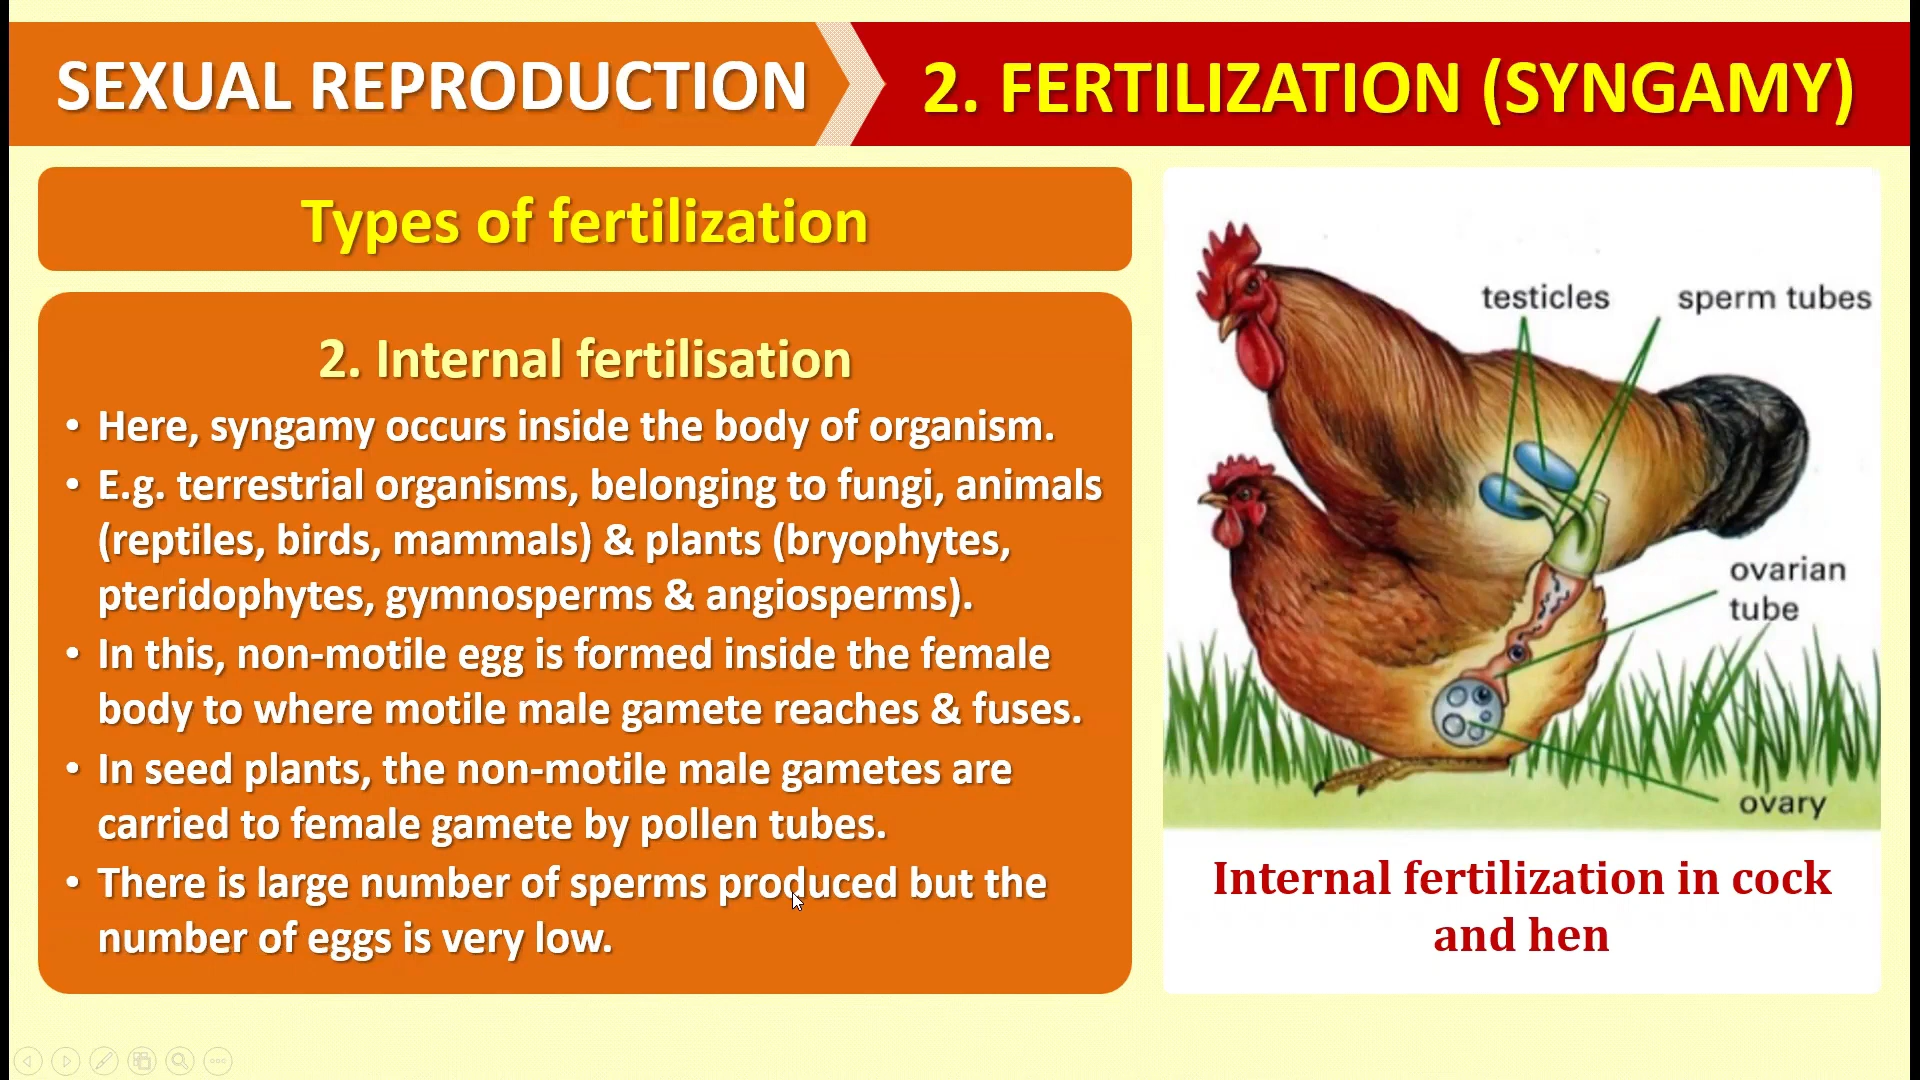 SEXUAL REPRODUCTION
2. FERTILIZATION (SYNGAMY)
Types of fertilization
2. Internal fertilisation
• Here, syngamy occurs inside the body of organism.
• E.g. terrestrial organisms, belonging to fungi, animals
(reptiles, birds, mammals) & plants (bryophytes,
pteridophytes, gymnosperms & angiosperms).
• In this, non-motile egg is formed inside the female
body to where motile male gamete reaches & fuses.
• In seed plants, the non-motile male gametes are
carried to female gamete by pollen tubes.
• There is large number of sperms produced but the
number of eggs is very low.
testicles
sperm tubes
ovarian
tube
ovary
Internal fertilization in cock
and hen